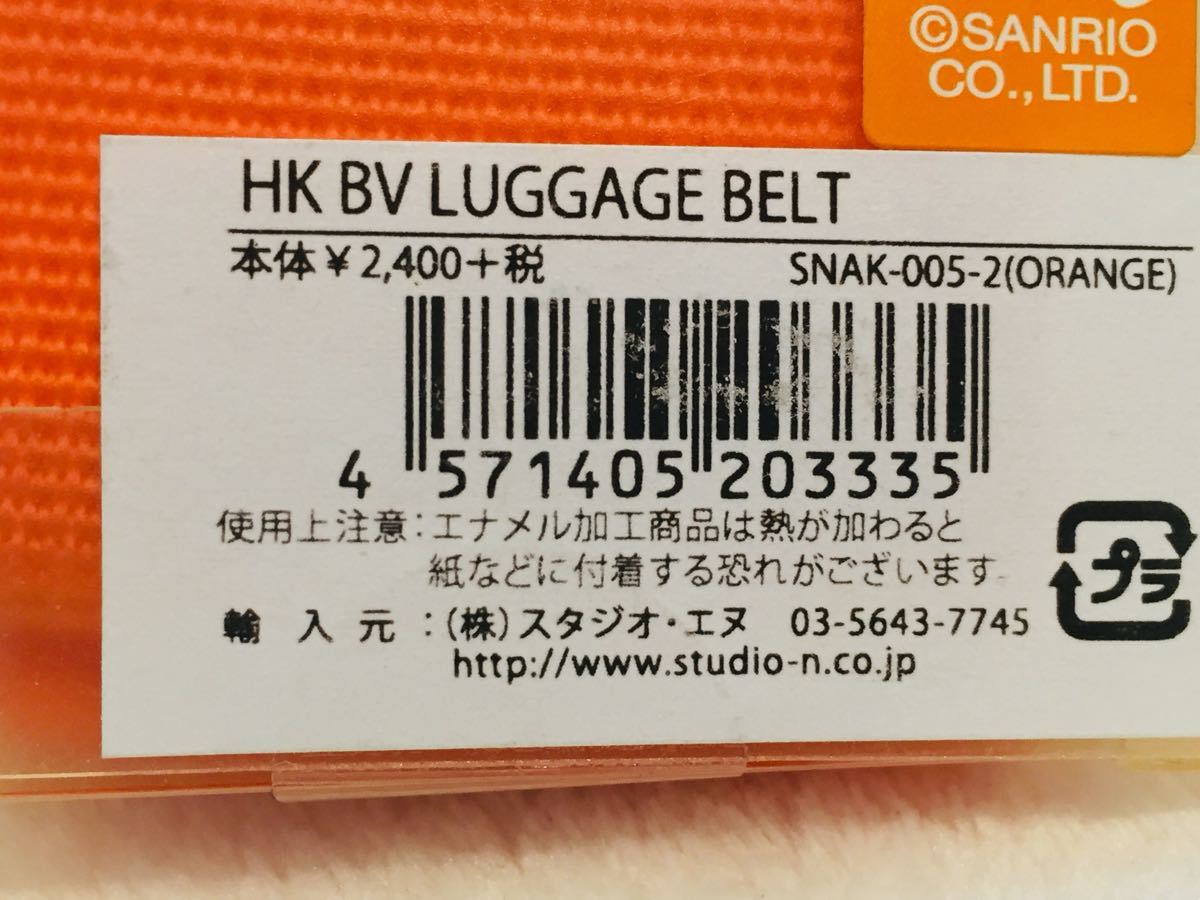 ©SANRIO
CO.,LTD.
HK BV LUGGAGE BELT
本体¥2,400+税 SNAK-005-2(ORANGE)
4 571405 203335
使用上注意:エナメル加工商品は熱が加わると
紙などに付着する恐れがございます。
プラ
輸入元:(株)スタジオ・エヌ 03-5643-7745
http://www.studio-n.co.jp